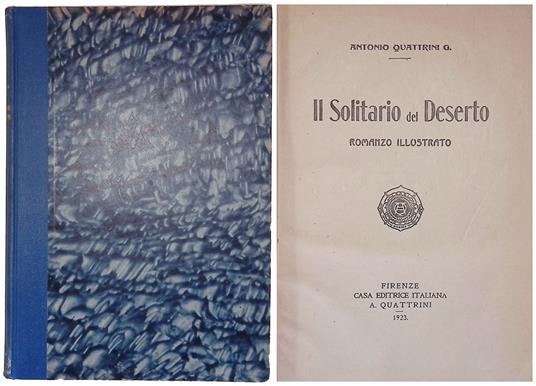 ANTONIO QUATTRINI G.
Il Solitario del Deserto
ROMANZO ILLUSTRATO
FIRENZE
CASA EDITRICE ITALIANA
A. QUATTRINI
1923.